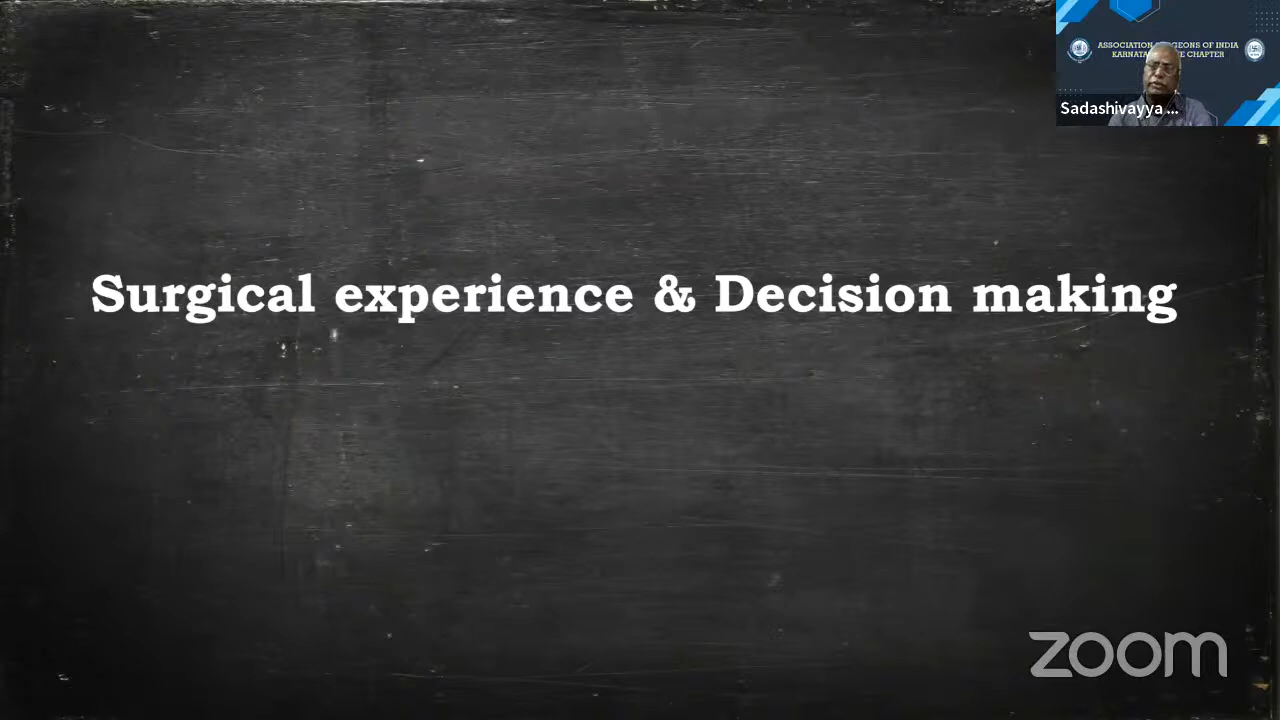 ASSOCIATION GEONS OF INDIA
KARNATA E CHAPTER
Sadashivayya ...
Surgical experience & Decision making
zoom